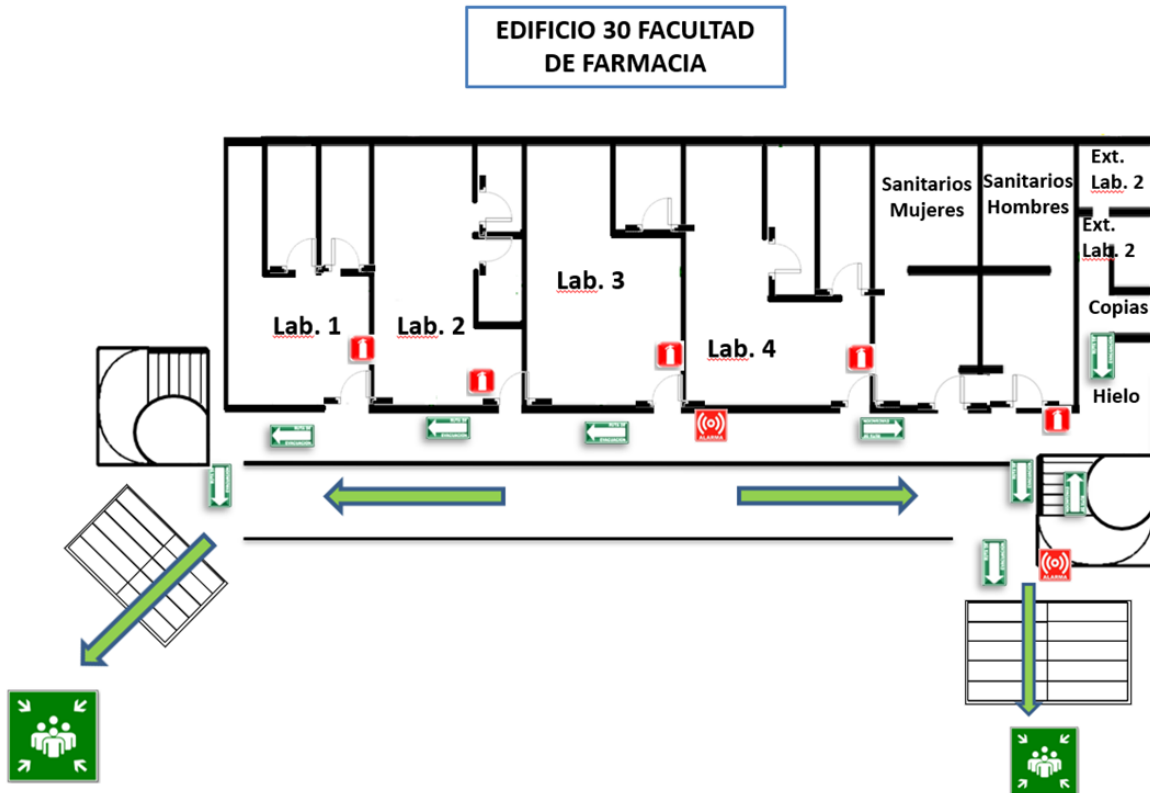 EDIFICIO 30 FACULTAD
DE FARMACIA
Ext.
Lab. 2
Sanitarios
Mujeres
Sanitarios
Hombres
Ext.
Lab. 2
Lab. 3
Copias
Lab. 1
Lab. 2
Lab. 4
Hielo
ALARMA
ALARMA